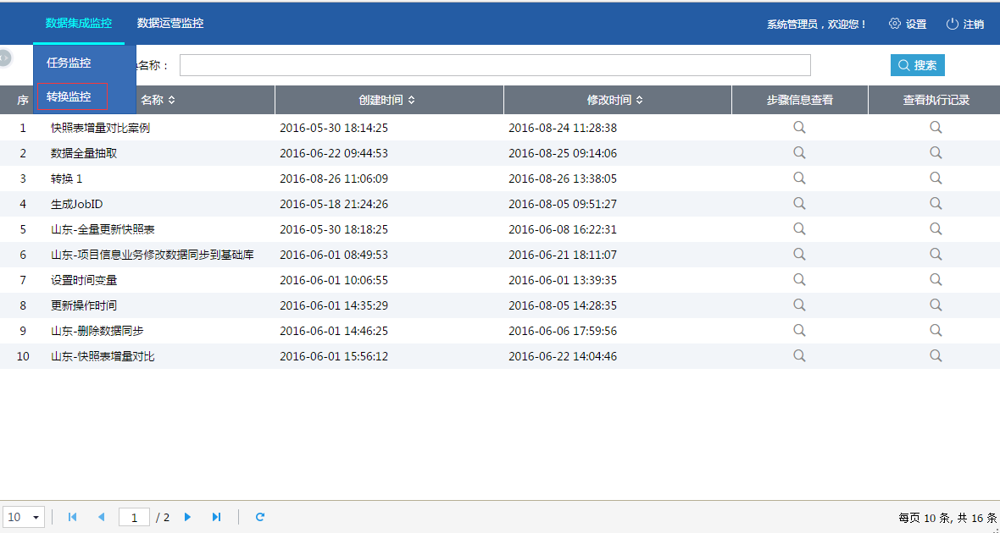 数据集成监控 数据运营监控 系统管理员，欢迎您！ 设置 注销
任务监控 名称： 搜索
转换监控
序 名称 创建时间 修改时间 步骤信息查看 查看执行记录
1 快照表增量对比案例 2016-05-30 18:14:25 2016-08-24 11:28:38
2 数据全量抽取 2016-06-22 09:44:53 2016-08-25 09:14:06
3 转换 1 2016-08-26 11:06:09 2016-08-26 13:38:05
4 生成JobID 2016-05-18 21:24:26 2016-08-05 09:51:27
5 山东-全量更新快照表 2016-05-30 18:18:25 2016-06-08 16:22:31
6 山东-项目信息业务修改数据同步到基础库 2016-06-01 08:49:53 2016-06-21 18:11:07
7 设置时间变量 2016-06-01 10:06:55 2016-06-01 13:39:35
8 更新操作时间 2016-06-01 14:35:29 2016-08-05 14:28:35
9 山东-删除数据同步 2016-06-01 14:46:25 2016-06-06 17:59:56
10 山东-快照表增量对比 2016-06-01 15:56:12 2016-06-22 14:04:46
10 1 / 2 每页 10 条, 共 16 条